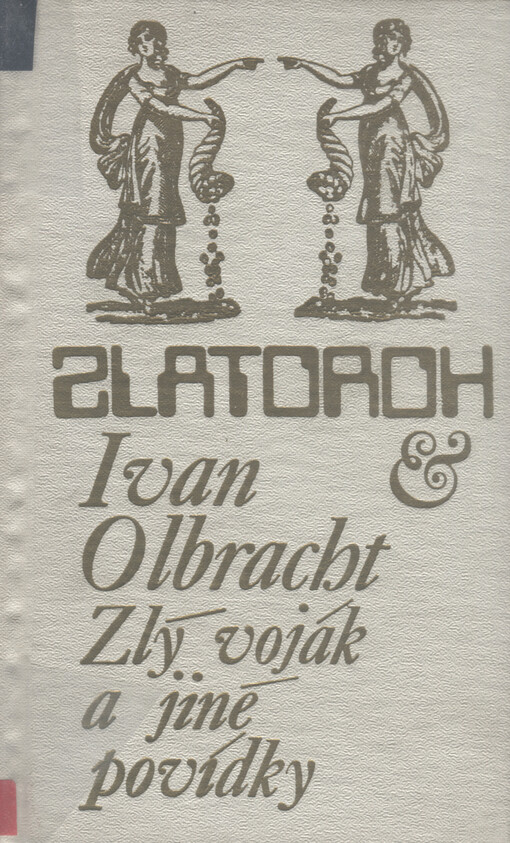 ZLATOROH
&
Ivan
Olbracht
Zlý voják
a jiné
povídky